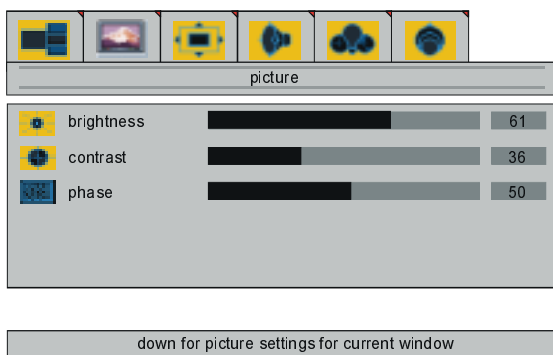 picture
brightness 61
contrast 36
phase 50
down for picture settings for current window